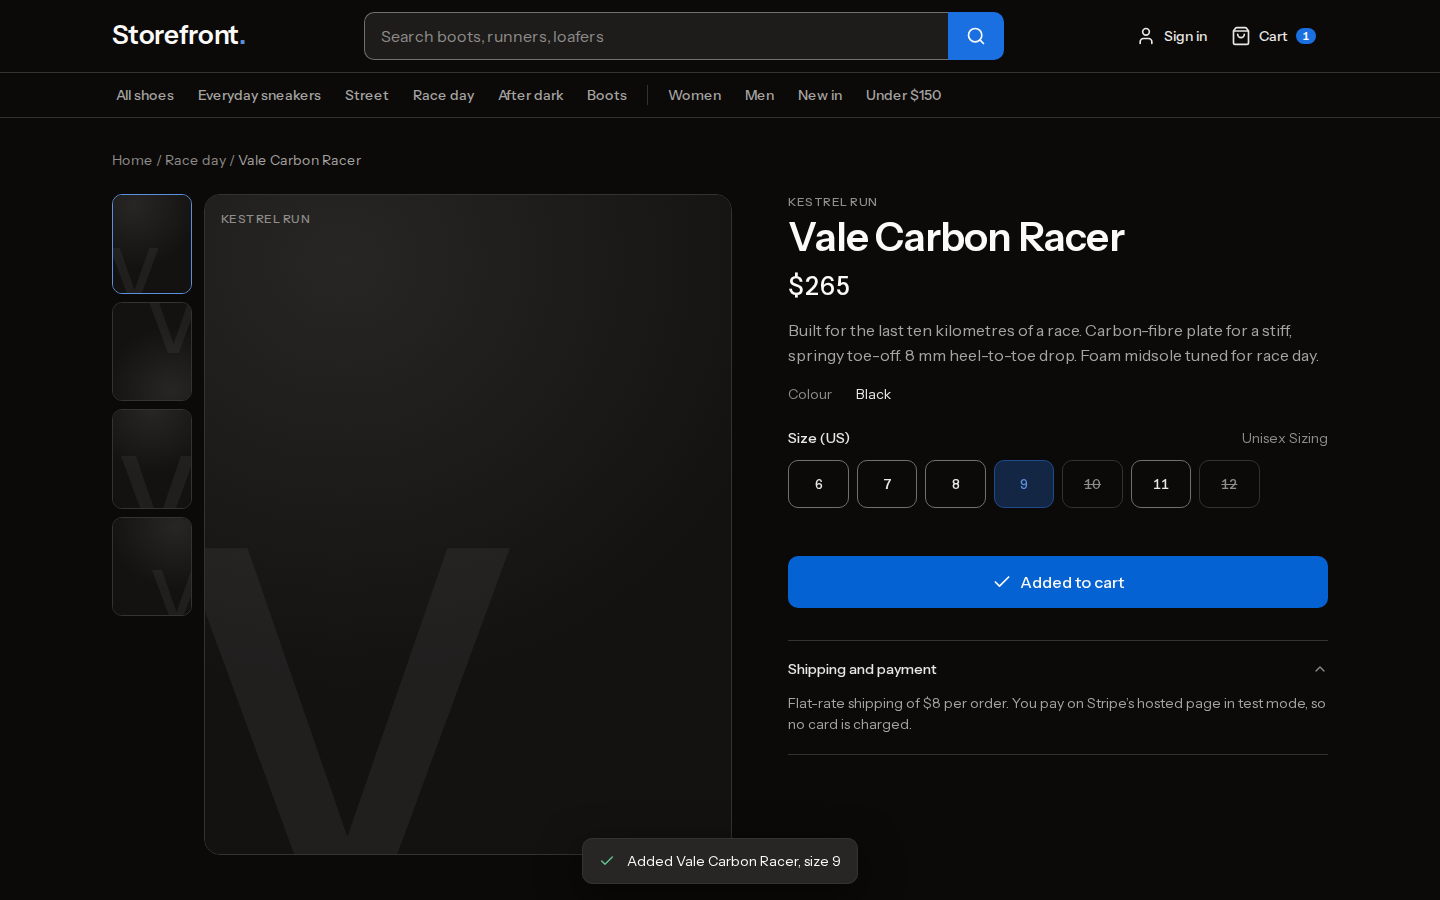 Storefront.
Search boots, runners, loafers
Sign in
Cart 1
All shoes Everyday sneakers Street Race day After dark Boots Women Men New in Under $150
Home / Race day / Vale Carbon Racer
KESTREL RUN
V
V
V
V
V
KESTREL RUN
Vale Carbon Racer
$265
Built for the last ten kilometres of a race. Carbon-fibre plate for a stiff,
springy toe-off. 8 mm heel-to-toe drop. Foam midsole tuned for race day.
Colour Black
Size (US) Unisex Sizing
6 7 8 9 10 11 12
Added to cart
Shipping and payment
Flat-rate shipping of $8 per order. You pay on Stripe's hosted page in test mode, so
no card is charged.
Added Vale Carbon Racer, size 9